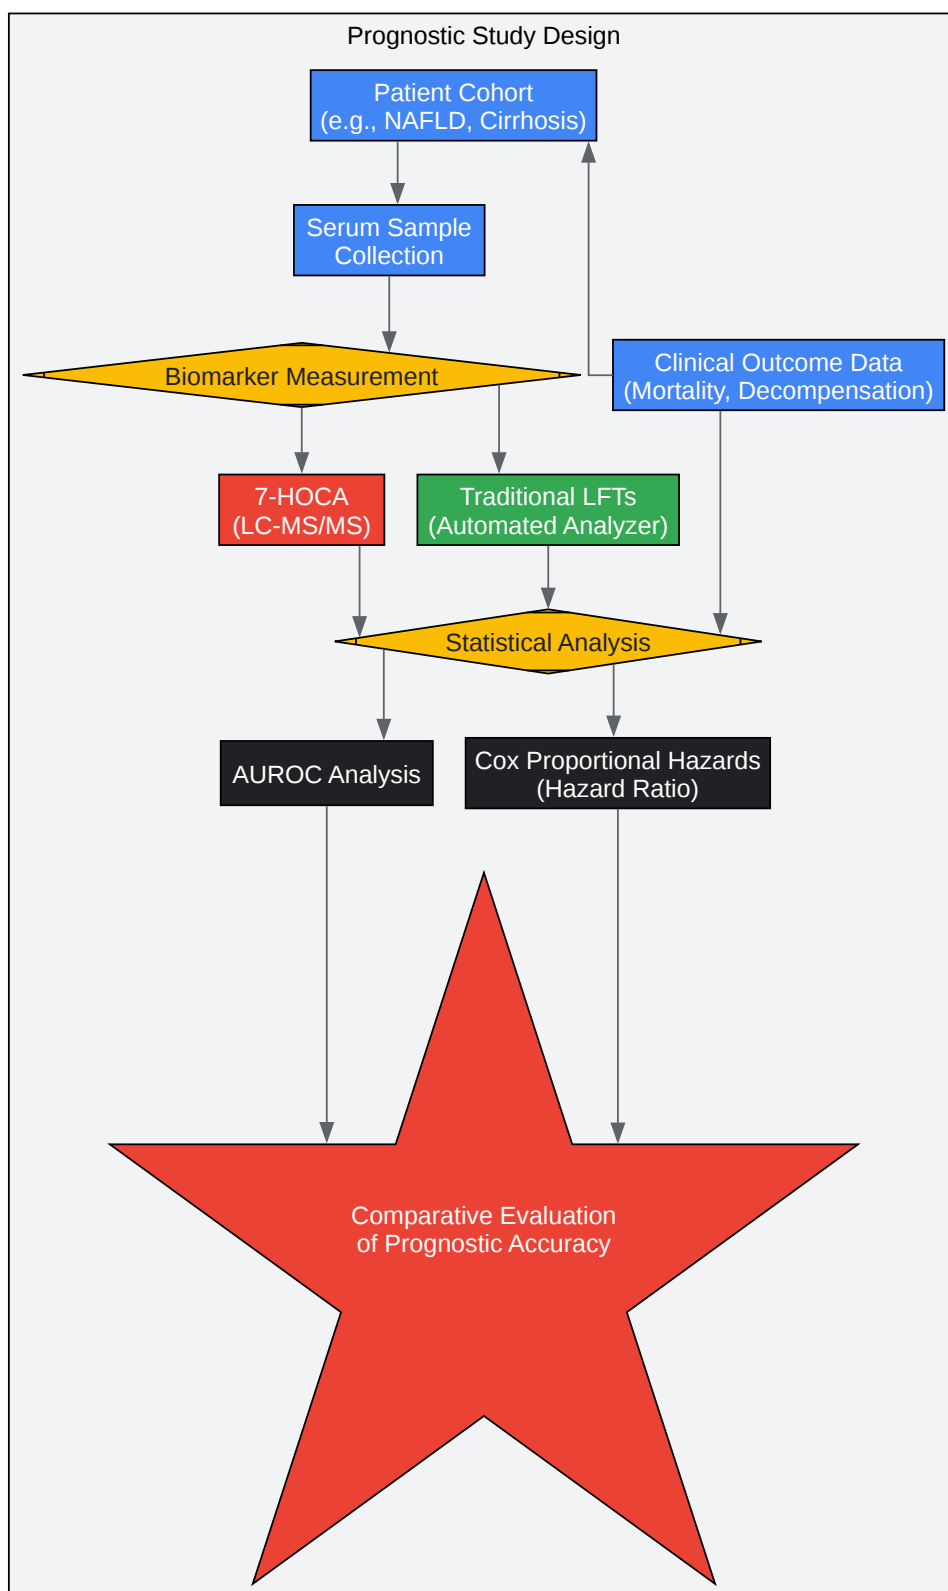 Prognostic Study Design
Patient Cohort
(e.g., NAFLD, Cirrhosis)
Serum Sample
Collection
Biomarker Measurement
Clinical Outcome Data
(Mortality, Decompensation)
7-HOCA
(LC-MS/MS)
Traditional LFTs
(Automated Analyzer)
Statistical Analysis
AUROC Analysis
Cox Proportional Hazards
(Hazard Ratio)
Comparative Evaluation
of Prognostic Accuracy